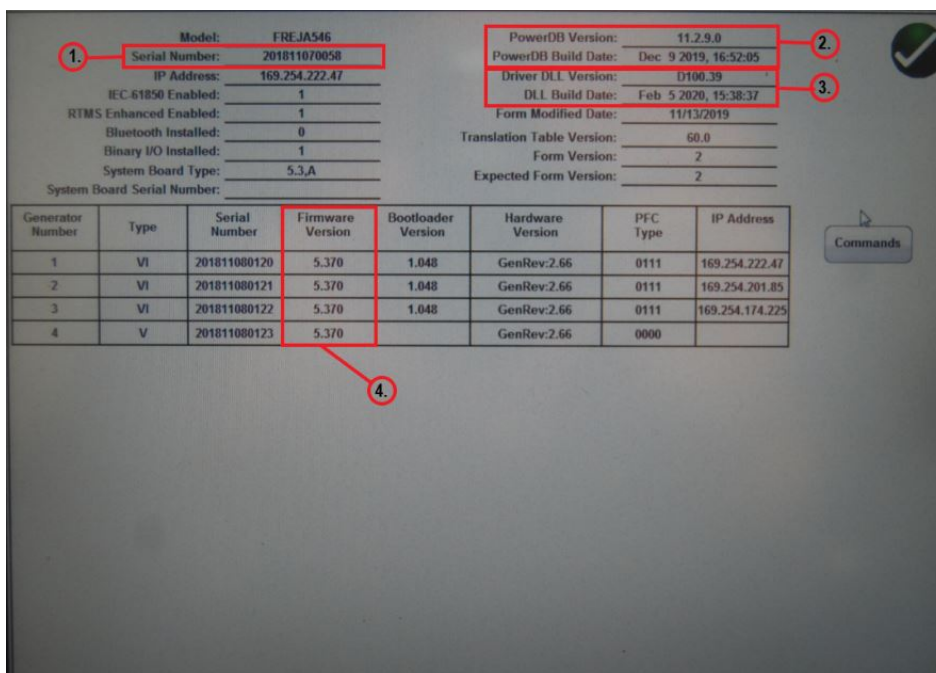 Model: FREJA546
1. Serial Number: 201811070058
IP Address: 169.254.222.47
IEC-61850 Enabled: 1
RTMS Enhanced Enabled: 1
Bluetooth Installed: 0
Binary I/O Installed: 1
System Board Type: 5.3,A
System Board Serial Number:
PowerDB Version: 11.2.9.0
PowerDB Build Date: Dec 9 2019, 16:52:05
2.
Driver DLL Version: D100.39
DLL Build Date: Feb 5 2020, 15:38:37
3.
Form Modified Date: 11/13/2019
Translation Table Version: 60.0
Form Version: 2
Expected Form Version: 2
Generator Number Type Serial Number Firmware Version Bootloader Version Hardware Version PFC Type IP Address
1 VI 201811080120 5.370 1.048 GenRev:2.66 0111 169.254.222.47
2 VI 201811080121 5.370 1.048 GenRev:2.66 0111 169.254.201.85
3 VI 201811080122 5.370 1.048 GenRev:2.66 0111 169.254.174.225
4 V 201811080123 5.370 GenRev:2.66 0000
Commands
4.